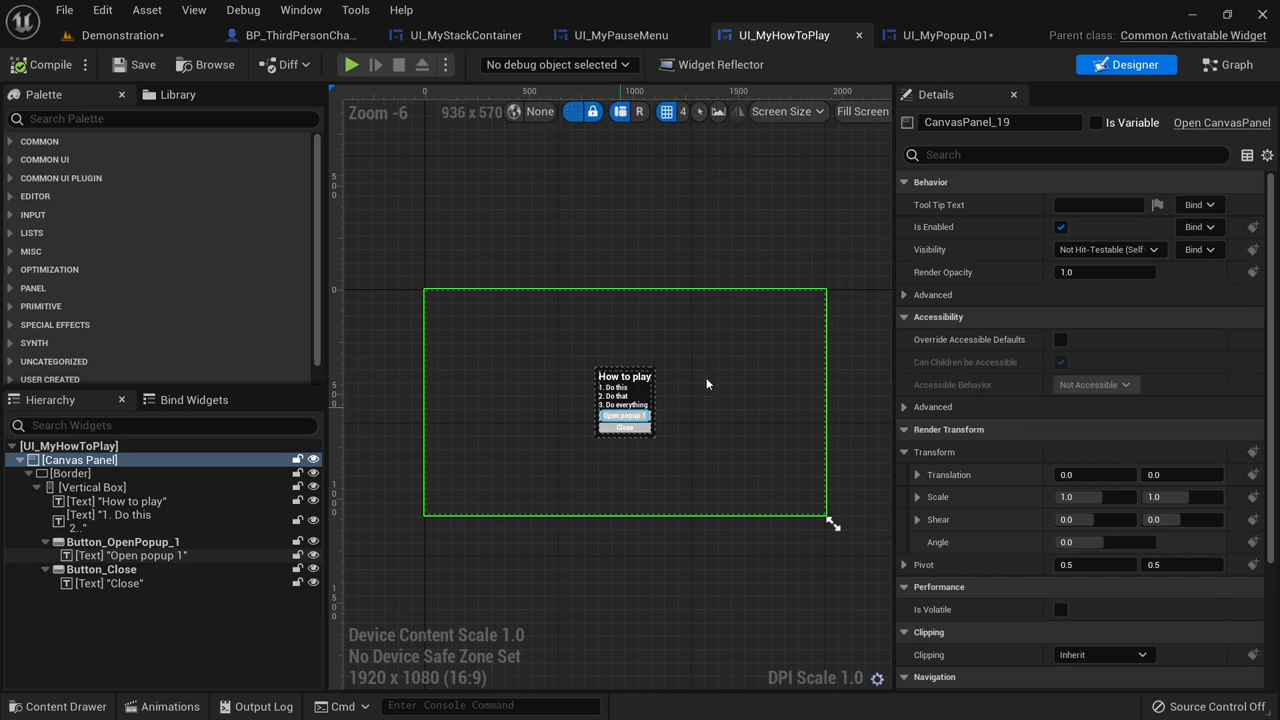 File Edit Asset View Debug Window Tools Help
Demonstration*
BP_ThirdPersonCha...
UI_MyStackContainer
UI_MyPauseMenu
UI_MyHowToPlay
UI_MyPopup_01*
Parent class: Common Activatable Widget
Compile
Save
Browse
Diff
No debug object selected
Widget Reflector
Designer
Graph
Palette
Library
Search Palette
COMMON
COMMON UI
COMMON UI PLUGIN
EDITOR
INPUT
LISTS
MISC
OPTIMIZATION
PANEL
PRIMITIVE
SPECIAL EFFECTS
SYNTH
UNCATEGORIZED
USER CREATED
Hierarchy
Bind Widgets
Search Widgets
[UI_MyHowToPlay]
[Canvas Panel]
[Border]
[Vertical Box]
[Text] "How to play"
[Text] "1. Do this
2.."
Button_OpenPopup_1
[Text] "Open popup 1"
Button_Close
[Text] "Close"
0 500 1000 1500 2000
Zoom -6
936 x 570
None
R
4
Screen Size
Fill Screen
500
0
500
1000
1500
How to play
1. Do this
2. Do that
3. Do everything
Open popup 1
Close
Device Content Scale 1.0
No Device Safe Zone Set
1920 x 1080 (16:9)
DPI Scale 1.0
Details
CanvasPanel_19
Is Variable
Open CanvasPanel
Search
Behavior
Tool Tip Text
Bind
Is Enabled
Bind
Visibility
Not Hit-Testable (Self
Bind
Render Opacity
1.0
Advanced
Accessibility
Override Accessible Defaults
Can Children be Accessible
Accessible Behavior
Not Accessible
Advanced
Render Transform
Transform
Translation
0.0 0.0
Scale
1.0 1.0
Shear
0.0 0.0
Angle
0.0
Pivot
0.5 0.5
Performance
Is Volatile
Clipping
Clipping
Inherit
Navigation
Content Drawer
Animations
Output Log
Cmd
Enter Console Command
Source Control Off